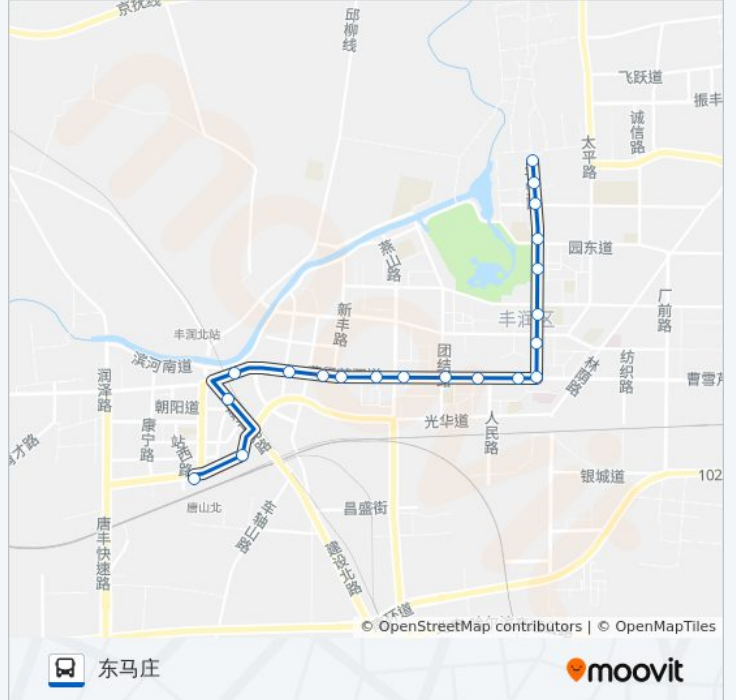 京抚线
邱柳线
飞跃道
振丰
诚信路
太平路
燕山路
园东道
厂前路
新丰路
丰润区
丰润北站
团结
滨河南道
林荫路
纺织路
润泽路
曹雪芹
朝阳道
康宁路
站西路
光华道
人民路
银城道
102
唐山北
昌盛街
车轴山路
唐丰快速路
建设北路
环道
© OpenStreetMap contributors | © OpenMapTiles
东马庄
moovit